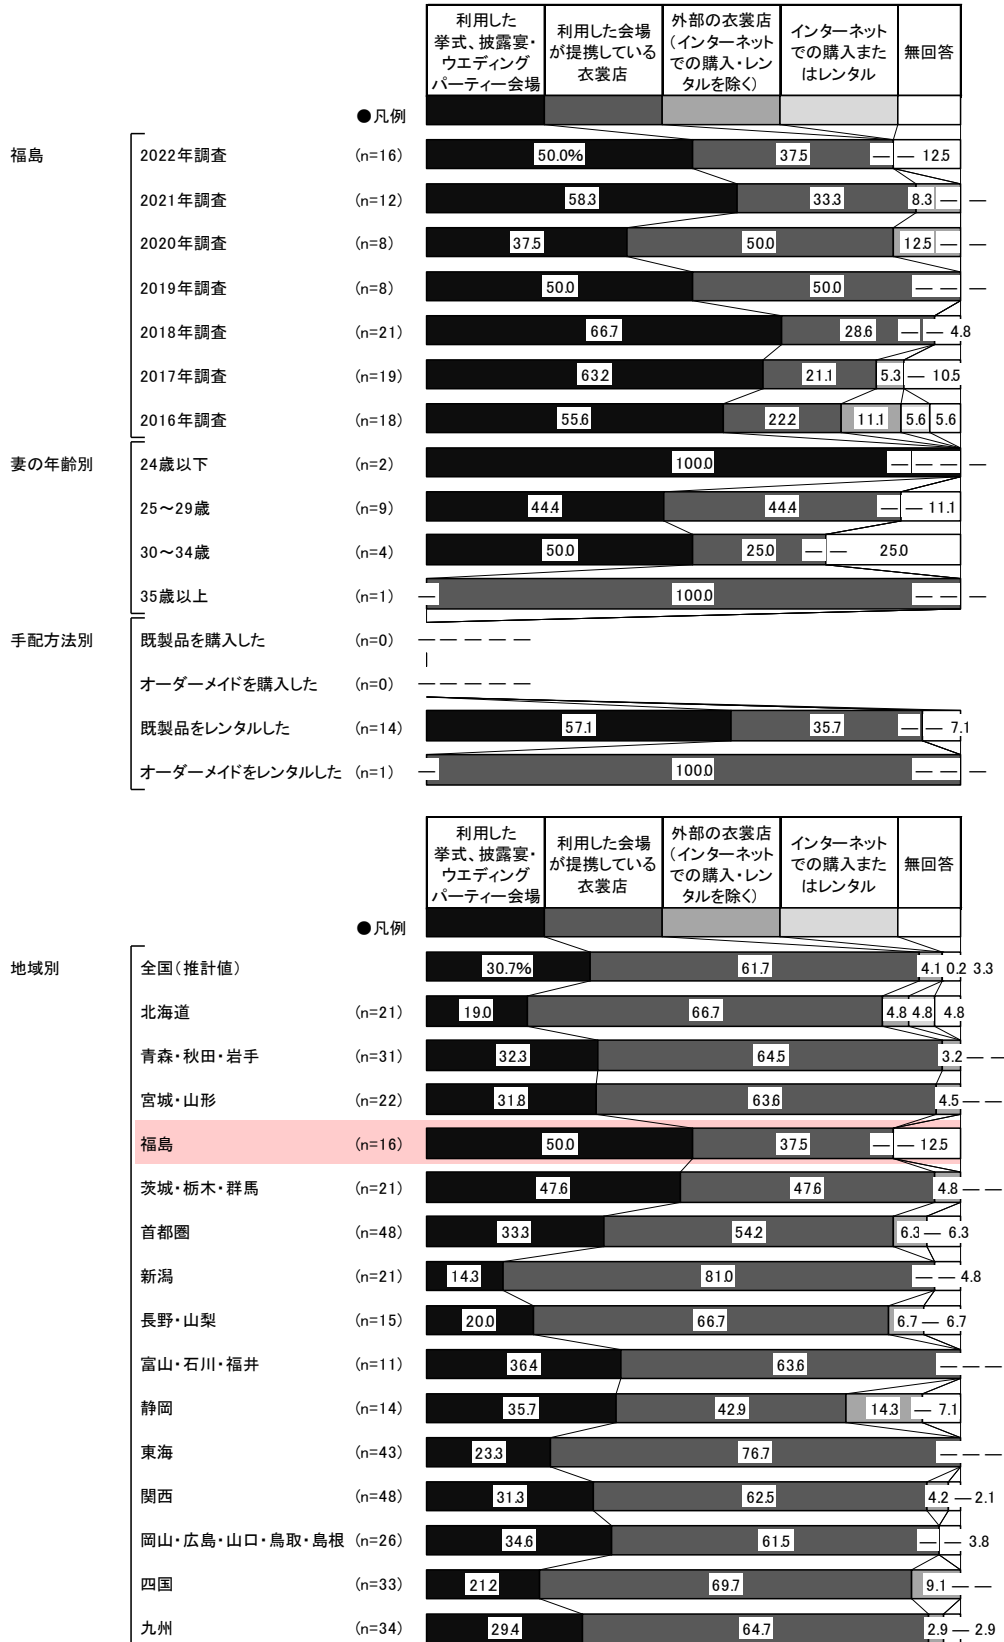 利用した
挙式、披露宴・
ウエディング
パーティー会場
利用した会場
が提携している
衣裳店
外部の衣裳店
(インターネット
での購入・レン
タルを除く)
インターネット
での購入また
はレンタル
無回答
●凡例
福島
2022年調査 (n=16) 50.0% 37.5 — — 12.5
2021年調査 (n=12) 58.3 33.3 8.3 — —
2020年調査 (n=8) 37.5 50.0 12.5 — —
2019年調査 (n=8) 50.0 50.0 — — —
2018年調査 (n=21) 66.7 28.6 — — 4.8
2017年調査 (n=19) 63.2 21.1 5.3 — 10.5
2016年調査 (n=18) 55.6 22.2 11.1 5.6 5.6
妻の年齢別
24歳以下 (n=2) 100.0 — — — —
25～29歳 (n=9) 44.4 44.4 — — 11.1
30～34歳 (n=4) 50.0 25.0 — — 25.0
35歳以上 (n=1) — 100.0 — — —
手配方法別
既製品を購入した (n=0) — — — — —
オーダーメイドを購入した (n=0) — — — — —
既製品をレンタルした (n=14) 57.1 35.7 — — 7.1
オーダーメイドをレンタルした (n=1) — 100.0 — — —
利用した
挙式、披露宴・
ウエディング
パーティー会場
利用した会場
が提携している
衣裳店
外部の衣裳店
(インターネット
での購入・レン
タルを除く)
インターネット
での購入また
はレンタル
無回答
●凡例
地域別
全国(推計値) 30.7% 61.7 4.1 0.2 3.3
北海道 (n=21) 19.0 66.7 4.8 4.8 4.8
青森・秋田・岩手 (n=31) 32.3 64.5 3.2 — —
宮城・山形 (n=22) 31.8 63.6 4.5 — —
福島 (n=16) 50.0 37.5 — — 12.5
茨城・栃木・群馬 (n=21) 47.6 47.6 4.8 — —
首都圏 (n=48) 33.3 54.2 6.3 — 6.3
新潟 (n=21) 14.3 81.0 — — 4.8
長野・山梨 (n=15) 20.0 66.7 6.7 — 6.7
富山・石川・福井 (n=11) 36.4 63.6 — — —
静岡 (n=14) 35.7 42.9 14.3 — 7.1
東海 (n=43) 23.3 76.7 — — —
関西 (n=48) 31.3 62.5 4.2 — 2.1
岡山・広島・山口・鳥取・島根 (n=26) 34.6 61.5 — — 3.8
四国 (n=33) 21.2 69.7 9.1 — —
九州 (n=34) 29.4 64.7 2.9 — 2.9